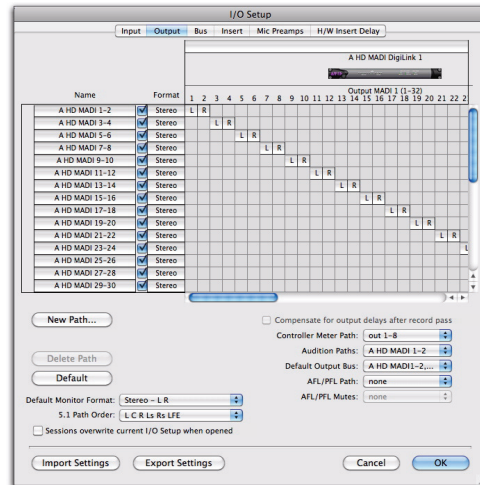 I/O Setup
Input Output Bus Insert Mic Preamps H/W Insert Delay
A HD MADI DigiLink 1
Output MADI 1 (1-32)
Name Format 1 2 3 4 5 6 7 8 9 10 11 12 13 14 15 16 17 18 19 20 21 22 2
A HD MADI 1-2 Stereo L R
A HD MADI 3-4 Stereo L R
A HD MADI 5-6 Stereo L R
A HD MADI 7-8 Stereo L R
A HD MADI 9-10 Stereo L R
A HD MADI 11-12 Stereo L R
A HD MADI 13-14 Stereo L R
A HD MADI 15-16 Stereo L R
A HD MADI 17-18 Stereo L R
A HD MADI 19-20 Stereo L R
A HD MADI 21-22 Stereo L R
A HD MADI 23-24 Stereo L
A HD MADI 25-26 Stereo
A HD MADI 27-28 Stereo
A HD MADI 29-30 Stereo
New Path... Compensate for output delays after record pass
Controller Meter Path: out 1-8
Delete Path Audition Paths: A HD MADI 1-2
Default Default Output Bus: A HD MADI1-2,...
AFL/PFL Path: none
Default Monitor Format: Stereo - L R AFL/PFL Mutes: none
5.1 Path Order: L C R Ls Rs LFE
Sessions overwrite current I/O Setup when opened
Import Settings Export Settings Cancel OK